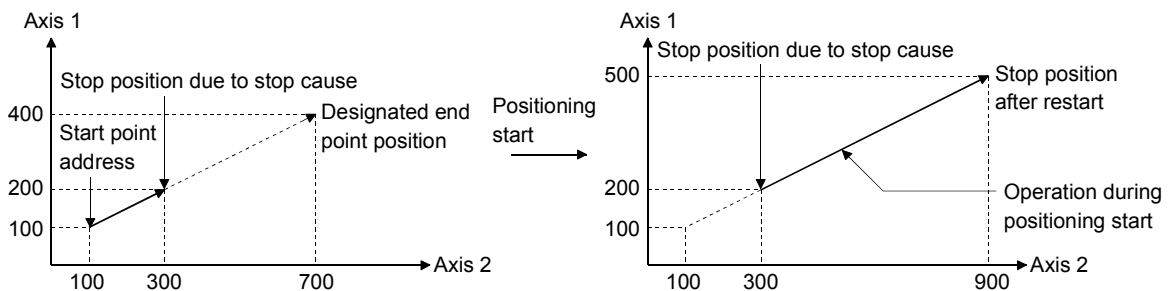 Axis 1
Stop position due to stop cause
400
Designated end
point position
Start point
address
200
100
100
300
700
Axis 2
Positioning
start
Axis 1
Stop position due to stop cause
500
Stop position
after restart
200
Operation during
positioning start
100
100
300
900
Axis 2